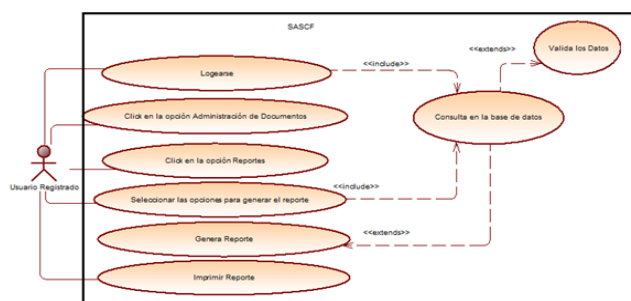 SASCF
Valida los Datos
<<extends>>
Logearse
<<include>>
Click en la opción Administración de Documentos
Consulta en la base de datos
Click en la opción Reportes
Usuario Registrado
Seleccionar las opciones para generar el reporte
<<include>>
<<extends>>
Genera Reporte
Imprimir Reporte